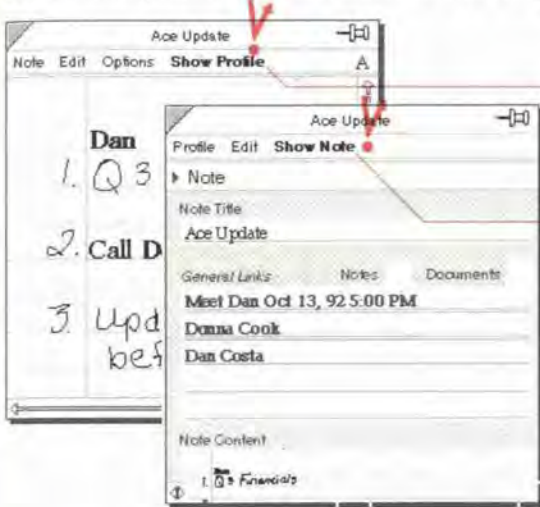 Ace Update
Note Edit Options Show Profile A
Dan
1. Q3
2. Call D
3. Upd
bef
Ace Update
Profile Edit Show Note
Note
Note Title
Ace Update
General Links Notes Documents
Meet Dan Oct 13, 92 5:00 PM
Donna Cook
Dan Costa
Note Content
Dan
1. Q3 Financials